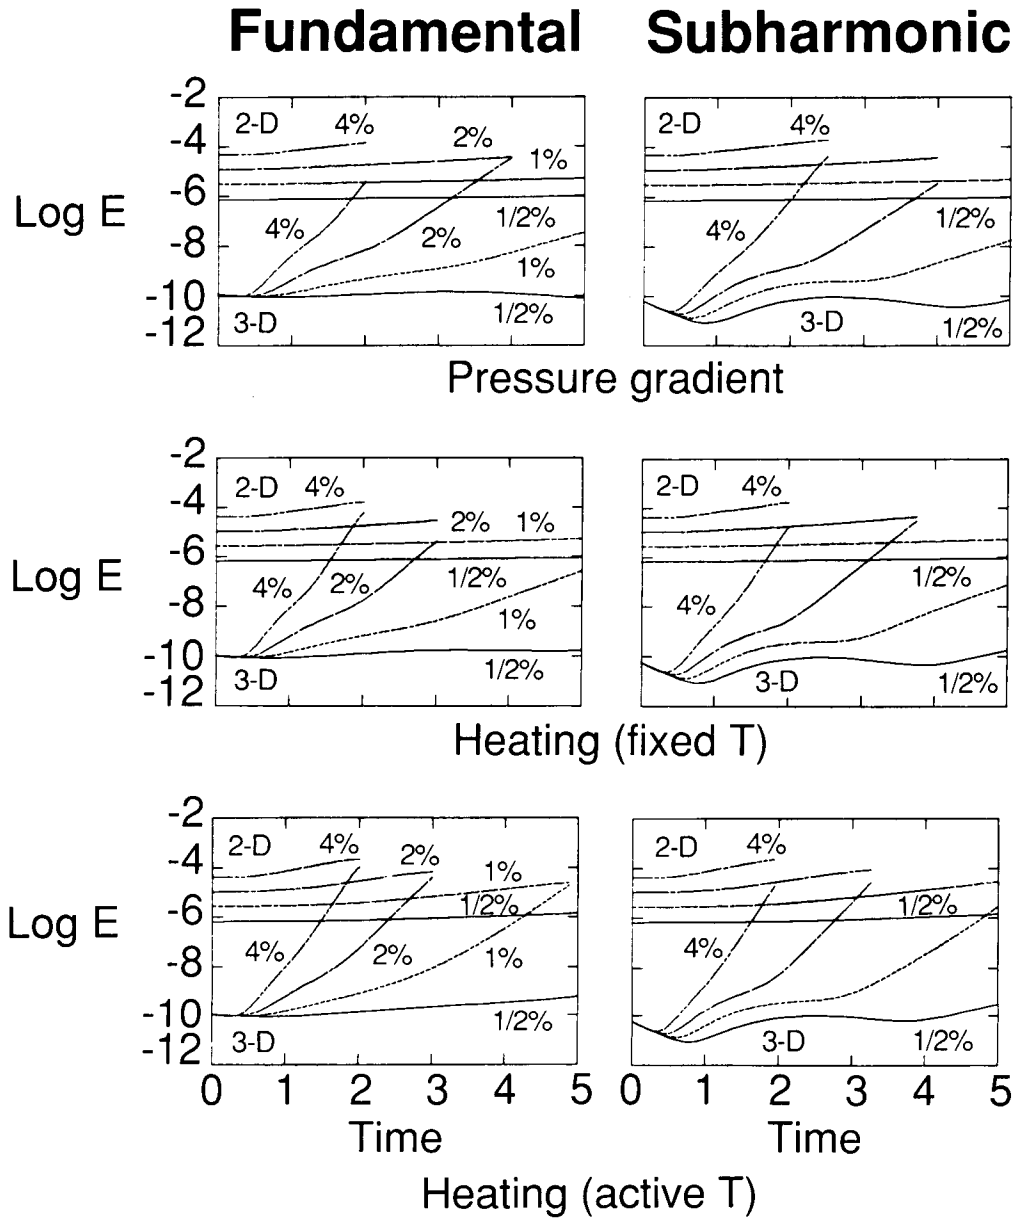 Fundamental Subharmonic
-2
-4
-6
-8
-10
-12
Log E
2-D 4% 2% 1% 1/2%
4% 2% 1% 1/2%
3-D
2-D 4%
4% 1/2%
3-D 1/2%
Pressure gradient
-2
-4
-6
-8
-10
-12
Log E
2-D 4% 2% 1% 1/2%
4% 2% 1% 1/2%
3-D
2-D 4%
4% 1/2%
3-D 1/2%
Heating (fixed T)
-2
-4
-6
-8
-10
-12
Log E
2-D 4% 2% 1% 1/2%
4% 2% 1% 1/2%
3-D
2-D 4%
4% 1/2%
3-D 1/2%
0 1 2 3 4 5 0 1 2 3 4 5
Time Time
Heating (active T)